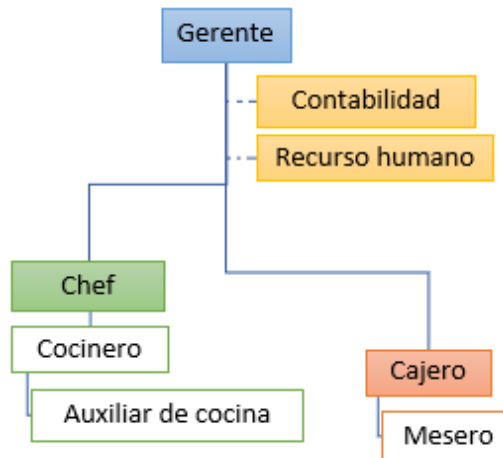 Gerente
Contabilidad
Recurso humano
Chef
Cocinero
Auxiliar de cocina
Cajero
Mesero